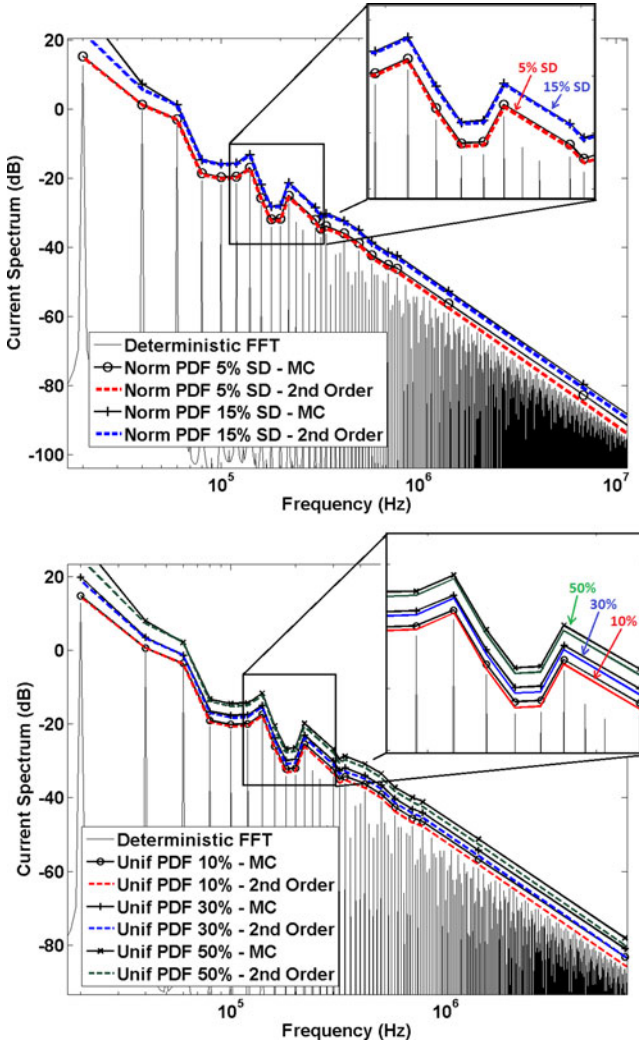 20
0
-20
-40
-60
-80
-100
Current Spectrum (dB)
5% SD
15% SD
Deterministic FFT
Norm PDF 5% SD - MC
Norm PDF 5% SD - 2nd Order
Norm PDF 15% SD - MC
Norm PDF 15% SD - 2nd Order
10^5
10^6
10^7
Frequency (Hz)
20
0
-20
-40
-60
-80
Current Spectrum (dB)
50%
30%
10%
Deterministic FFT
Unif PDF 10% - MC
Unif PDF 10% - 2nd Order
Unif PDF 30% - MC
Unif PDF 30% - 2nd Order
Unif PDF 50% - MC
Unif PDF 50% - 2nd Order
10^5
10^6
Frequency (Hz)